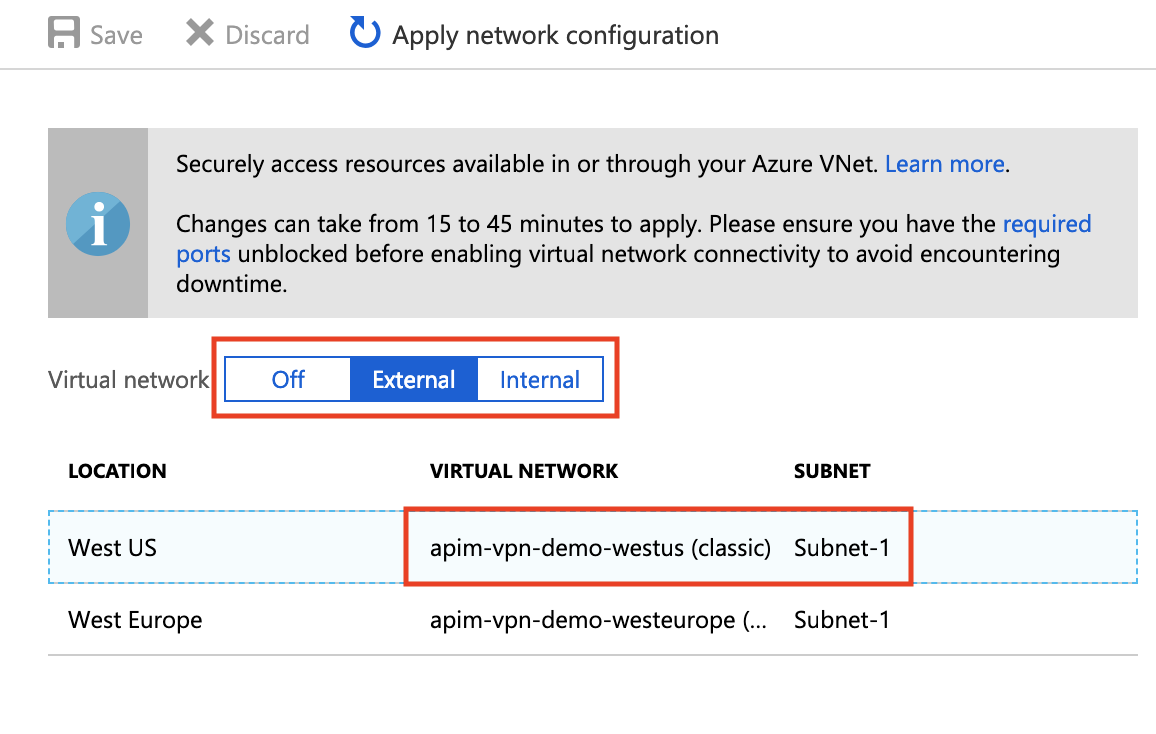 Save Discard Apply network configuration
Securely access resources available in or through your Azure VNet. Learn more.
Changes can take from 15 to 45 minutes to apply. Please ensure you have the required
ports unblocked before enabling virtual network connectivity to avoid encountering
downtime.
Virtual network Off External Internal
LOCATION VIRTUAL NETWORK SUBNET
West US apim-vpn-demo-westus (classic) Subnet-1
West Europe apim-vpn-demo-westeurope (... Subnet-1